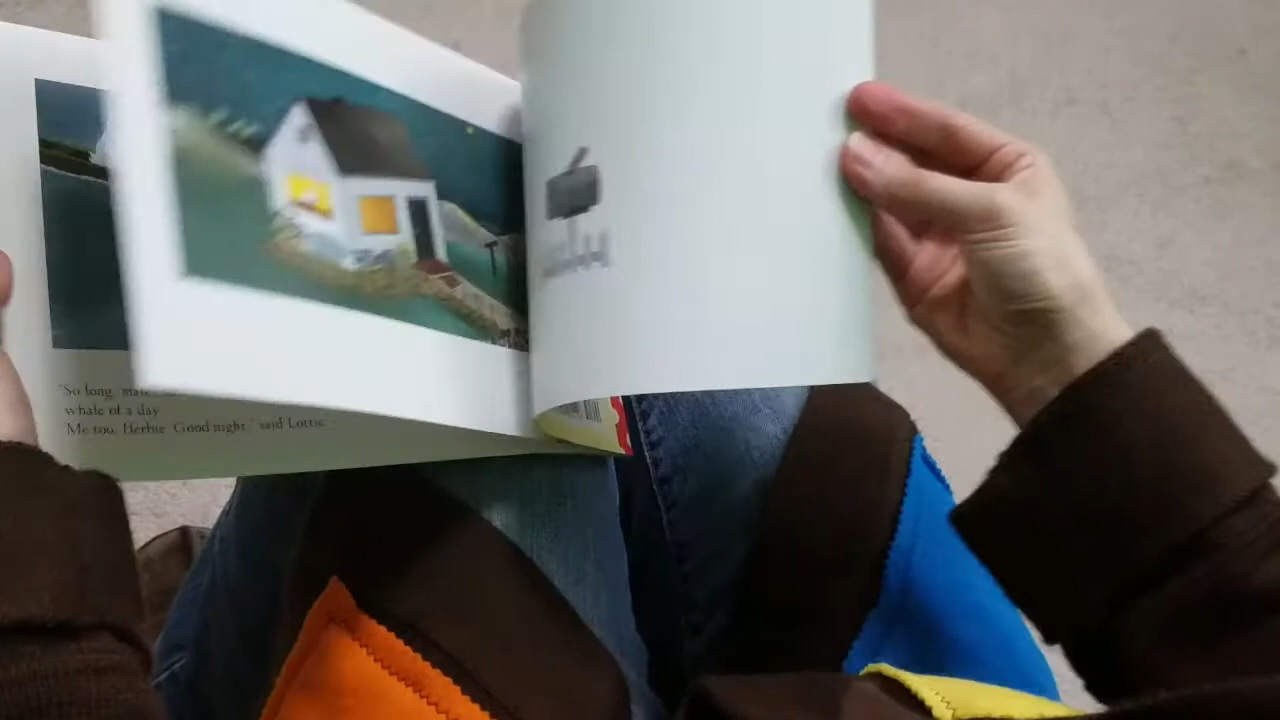 "So long,
whale of a day
Me too, Herbie. Good night," said Lottie.